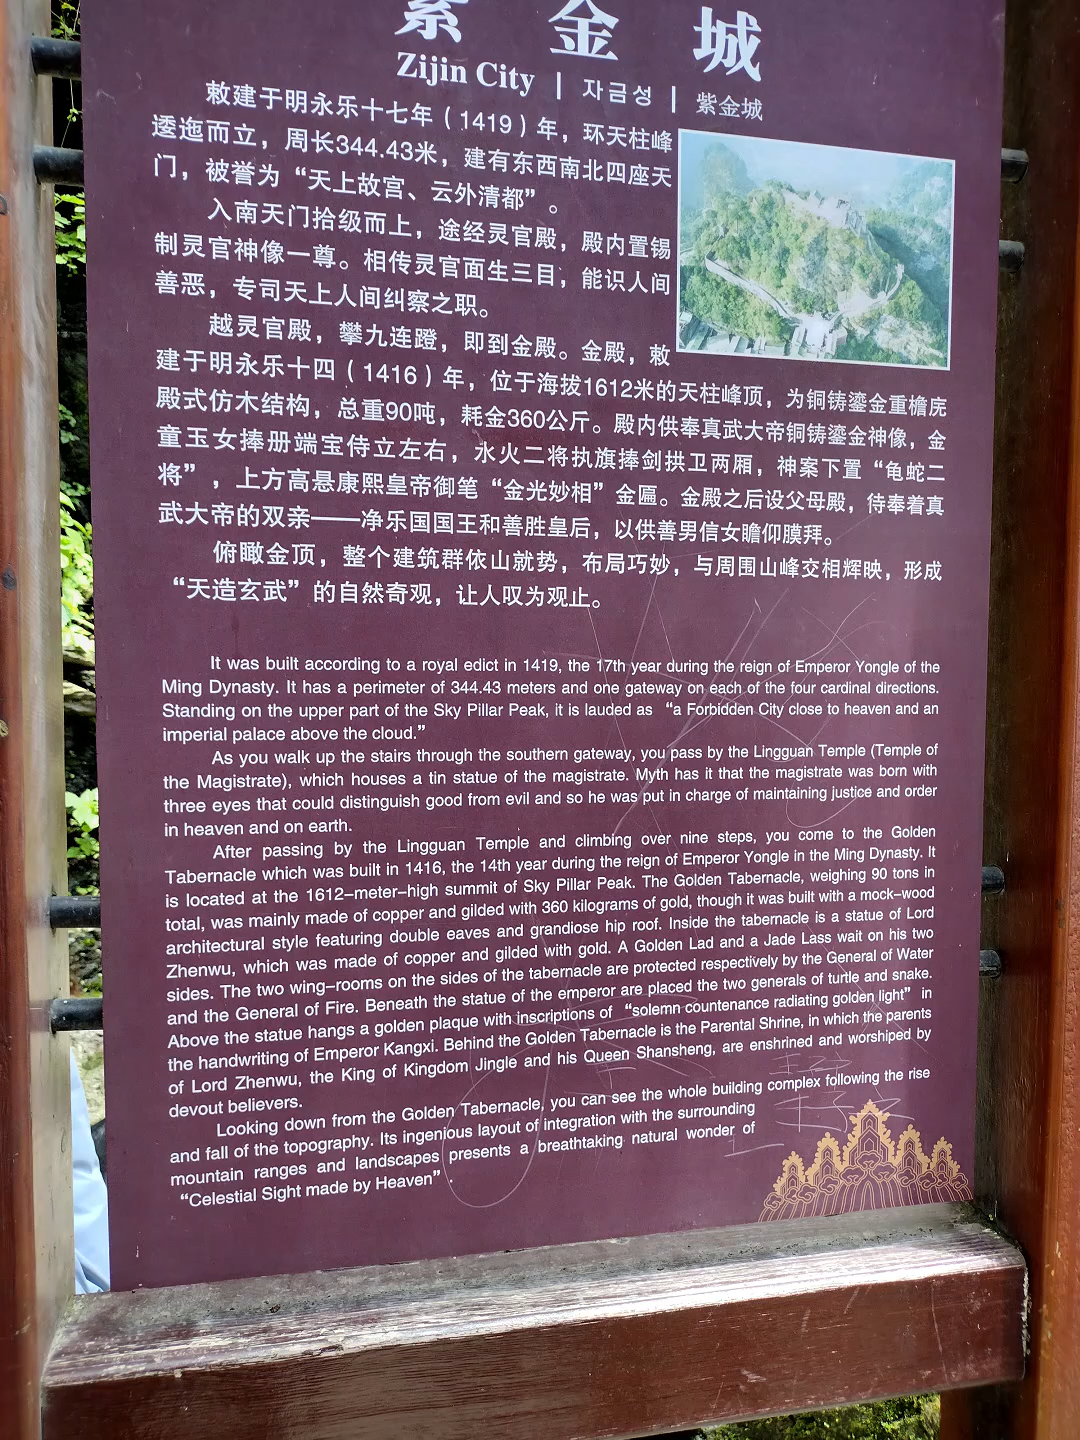 紫金城
Zijin City | 자금성 | 紫金城
敕建于明永乐十七年（1419）年，环天柱峰
逶迤而立，周长344.43米，建有东西南北四座天
门，被誉为“天上故宫、云外清都”。
入南天门拾级而上，途经灵官殿，殿内置锡
制灵官神像一尊。相传灵官面生三目，能识人间
善恶，专司天上人间纠察之职。
越灵官殿，攀九连蹬，即到金殿。金殿，敕
建于明永乐十四（1416）年，位于海拔1612米的天柱峰顶，为铜铸鎏金重檐庑
殿式仿木结构，总重90吨，耗金360公斤。殿内供奉真武大帝铜铸鎏金神像，金
童玉女捧册端宝侍立左右，水火二将执旗捧剑拱卫两厢，神案下置“龟蛇二
将”，上方高悬康熙皇帝御笔“金光妙相”金匾。金殿之后设父母殿，侍奉着真
武大帝的双亲——净乐国国王和善胜皇后，以供善男信女瞻仰膜拜。
俯瞰金顶，整个建筑群依山就势，布局巧妙，与周围山峰交相辉映，形成
“天造玄武”的自然奇观，让人叹为观止。
It was built according to a royal edict in 1419, the 17th year during the reign of Emperor Yongle of the
Ming Dynasty. It has a perimeter of 344.43 meters and one gateway on each of the four cardinal directions.
Standing on the upper part of the Sky Pillar Peak, it is lauded as “a Forbidden City close to heaven and an
imperial palace above the cloud.”
As you walk up the stairs through the southern gateway, you pass by the Lingguan Temple (Temple of
the Magistrate), which houses a tin statue of the magistrate. Myth has it that the magistrate was born with
three eyes that could distinguish good from evil and so he was put in charge of maintaining justice and order
in heaven and on earth.
After passing by the Lingguan Temple and climbing over nine steps, you come to the Golden
Tabernacle which was built in 1416, the 14th year during the reign of Emperor Yongle in the Ming Dynasty. It
is located at the 1612-meter-high summit of Sky Pillar Peak. The Golden Tabernacle, weighing 90 tons in
total, was mainly made of copper and gilded with 360 kilograms of gold, though it was built with a mock-wood
architectural style featuring double eaves and grandiose hip roof. Inside the tabernacle is a statue of Lord
Zhenwu, which was made of copper and gilded with gold. A Golden Lad and a Jade Lass wait on his two
sides. The two wing-rooms on the sides of the tabernacle are protected respectively by the General of Water
and the General of Fire. Beneath the statue of the emperor are placed the two generals of turtle and snake.
Above the statue hangs a golden plaque with inscriptions of “solemn countenance radiating golden light” in
the handwriting of Emperor Kangxi. Behind the Golden Tabernacle is the Parental Shrine, in which the parents
of Lord Zhenwu, the King of Kingdom Jingle and his Queen Shansheng, are enshrined and worshiped by
devout believers.
Looking down from the Golden Tabernacle, you can see the whole building complex following the rise
and fall of the topography. Its ingenious layout of integration with the surrounding
mountain ranges and landscapes presents a breathtaking natural wonder of
“Celestial Sight made by Heaven”.